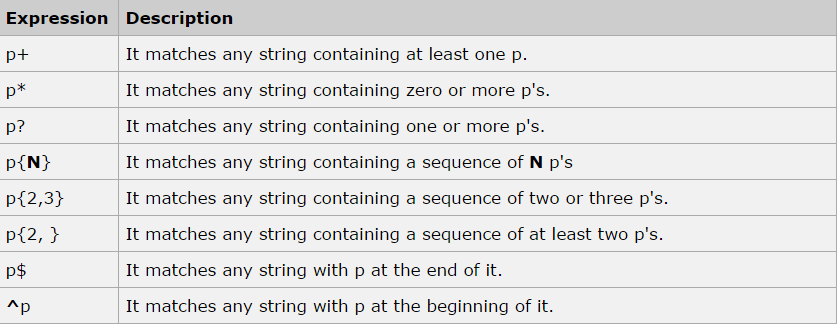 Expression Description
p+ It matches any string containing at least one p.
p* It matches any string containing zero or more p's.
p? It matches any string containing one or more p's.
p{N} It matches any string containing a sequence of N p's
p{2,3} It matches any string containing a sequence of two or three p's.
p{2, } It matches any string containing a sequence of at least two p's.
p$ It matches any string with p at the end of it.
^p It matches any string with p at the beginning of it.